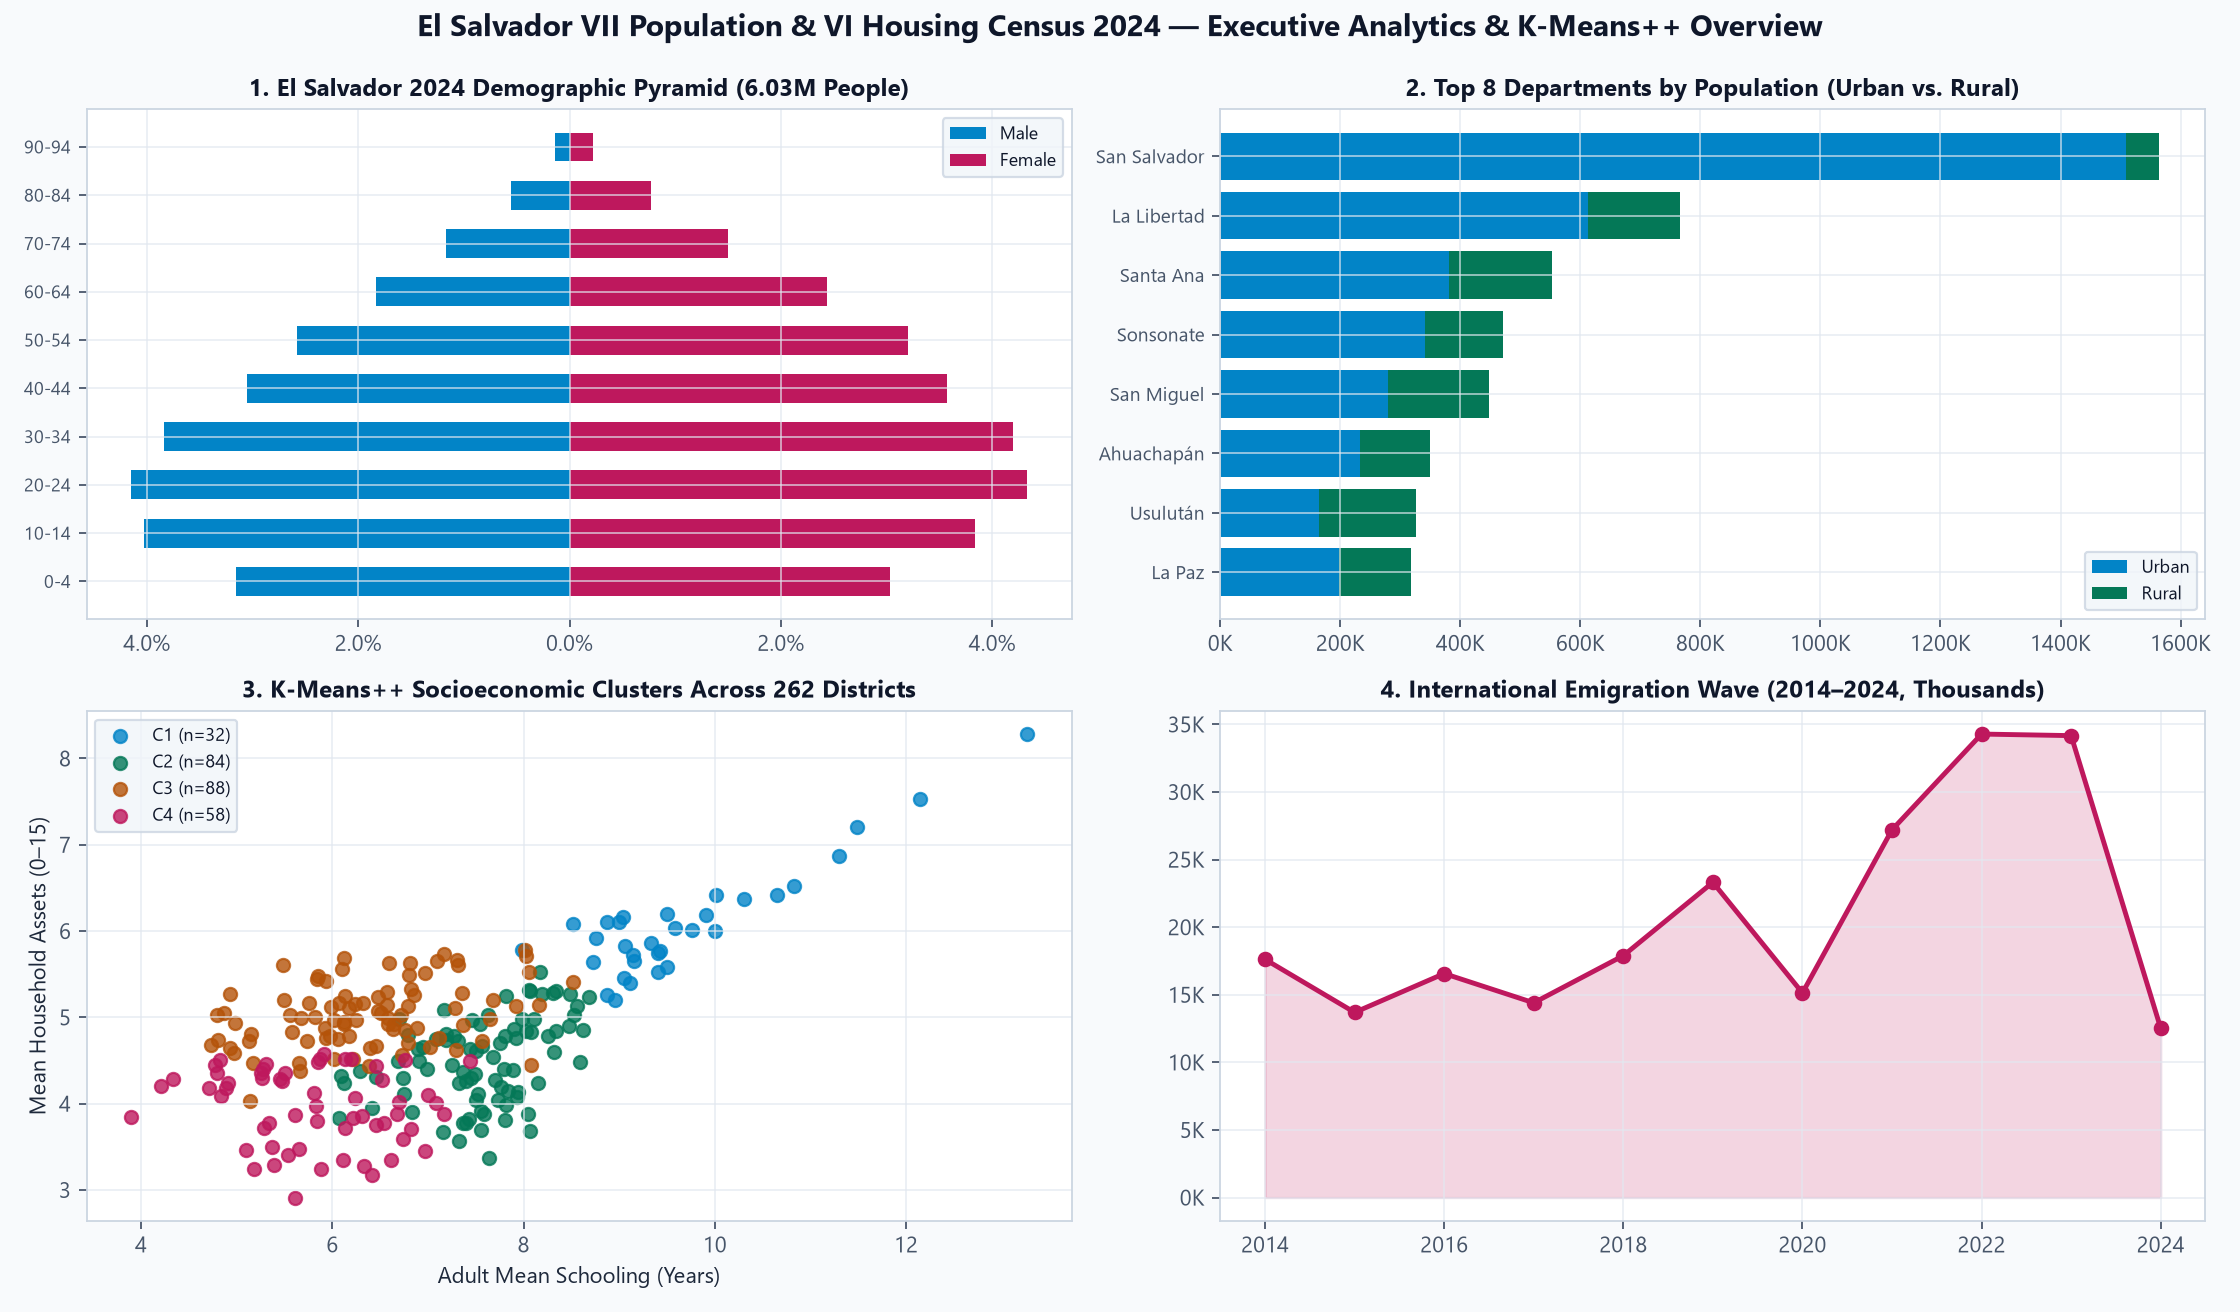 El Salvador VII Population & VI Housing Census 2024 — Executive Analytics & K-Means++ Overview
1. El Salvador 2024 Demographic Pyramid (6.03M People)
Male
Female
90-94
80-84
70-74
60-64
50-54
40-44
30-34
20-24
10-14
0-4
4.0% 2.0% 0.0% 2.0% 4.0%
2. Top 8 Departments by Population (Urban vs. Rural)
San Salvador
La Libertad
Santa Ana
Sonsonate
San Miguel
Ahuachapán
Usulután
La Paz
Urban
Rural
0K 200K 400K 600K 800K 1000K 1200K 1400K 1600K
3. K-Means++ Socioeconomic Clusters Across 262 Districts
C1 (n=32)
C2 (n=84)
C3 (n=88)
C4 (n=58)
Mean Household Assets (0–15)
8
7
6
5
4
3
4 6 8 10 12
Adult Mean Schooling (Years)
4. International Emigration Wave (2014–2024, Thousands)
35K
30K
25K
20K
15K
10K
5K
0K
2014 2016 2018 2020 2022 2024